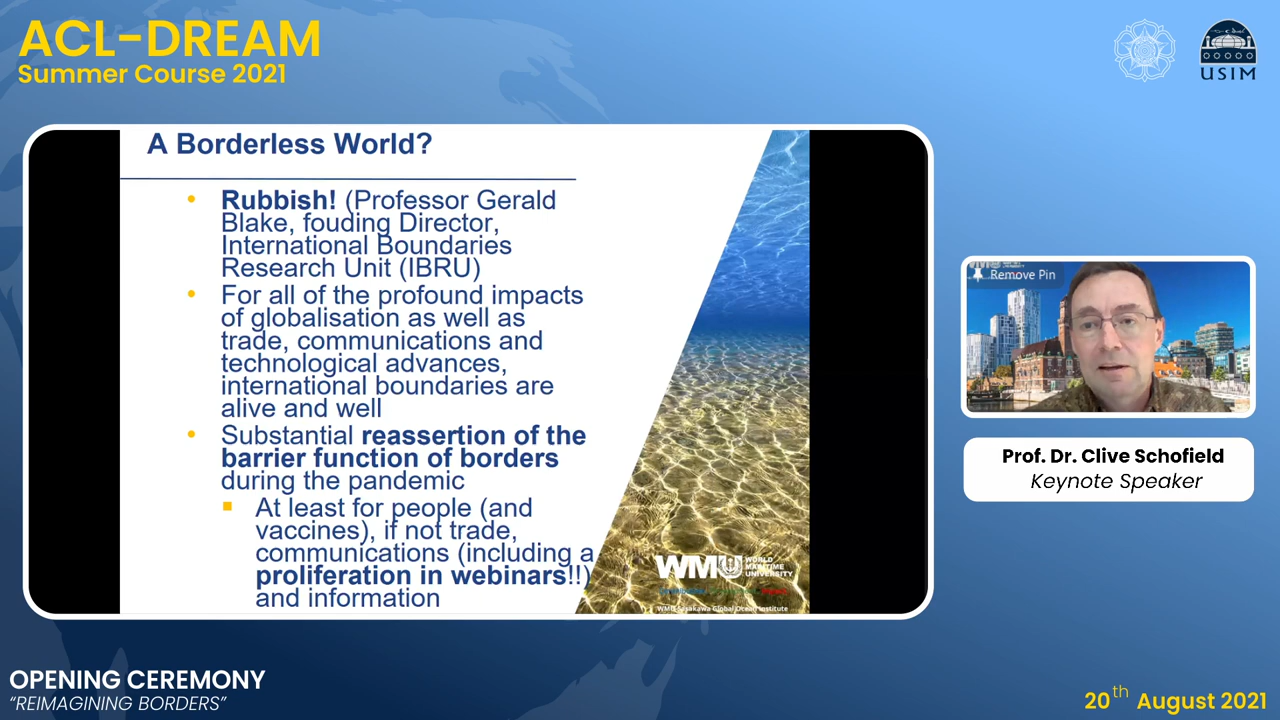 ACL-DREAM
Summer Course 2021
USIM
A Borderless World?
• Rubbish! (Professor Gerald
Blake, fouding Director,
International Boundaries
Research Unit (IBRU)
• For all of the profound impacts
of globalisation as well as
trade, communications and
technological advances,
international boundaries are
alive and well
• Substantial reassertion of the
barrier function of borders
during the pandemic
▪ At least for people (and
vaccines), if not trade,
communications (including a
proliferation in webinars!!)
and information
WMU
WORLD
MARITIME
UNIVERSITY
WMU-Sasakawa Global Ocean Institute
Remove Pin
Prof. Dr. Clive Schofield
Keynote Speaker
OPENING CEREMONY
“REIMAGINING BORDERS”
20th August 2021